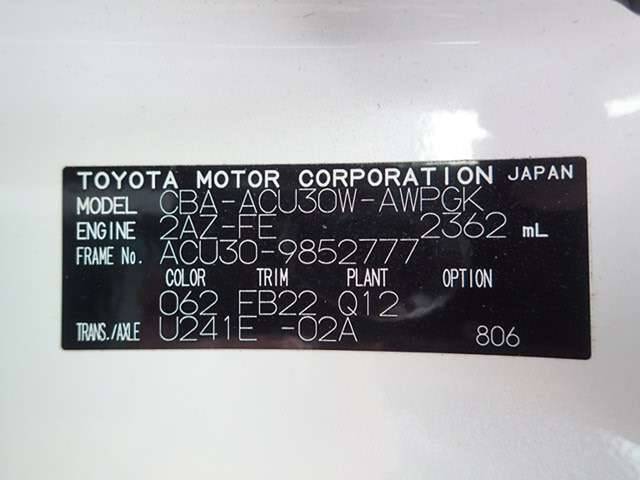 TOYOTA MOTOR CORPORATION JAPAN
MODEL CBA-ACU30W-AWPGK
ENGINE 2AZ-FE 2362 mL
FRAME No. ACU30-9852777
COLOR TRIM PLANT OPTION
062 FB22 Q12
TRANS./AXLE U241E -02A 806